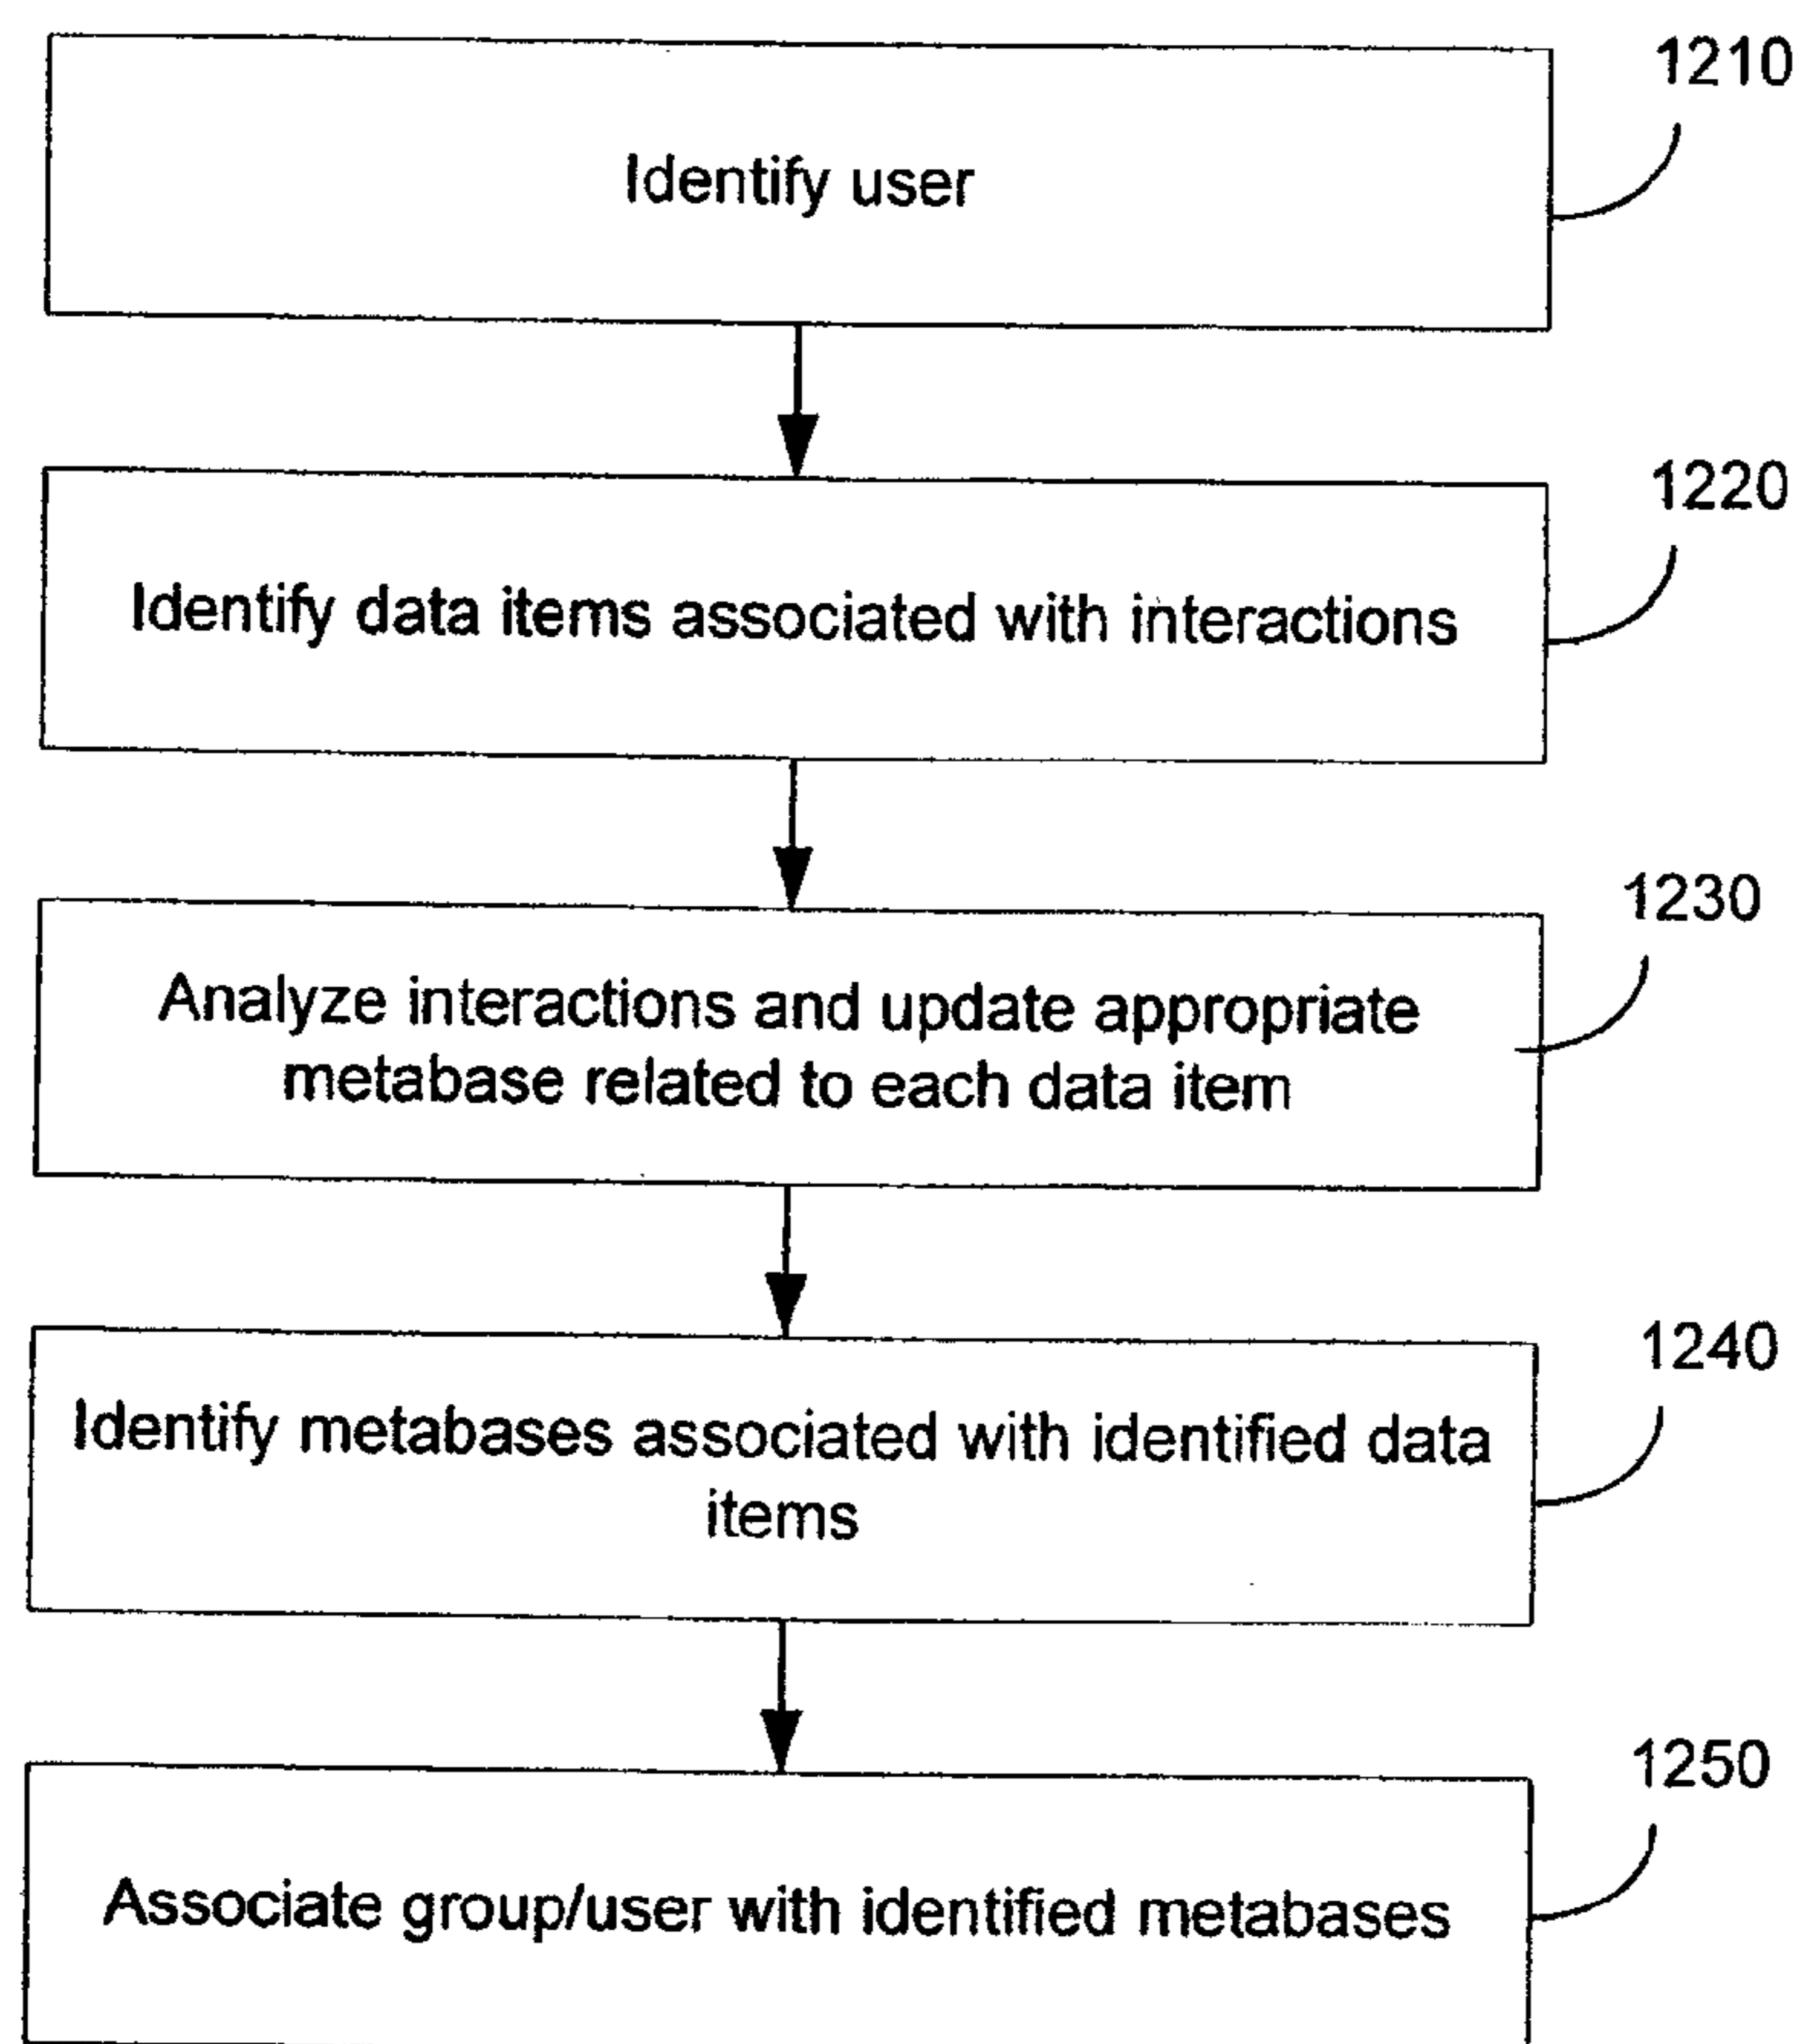 1210
Identify user
1220
Identify data items associated with interactions
1230
Analyze interactions and update appropriate
metabase related to each data item
1240
Identify metabases associated with identified data
items
1250
Associate group/user with identified metabases